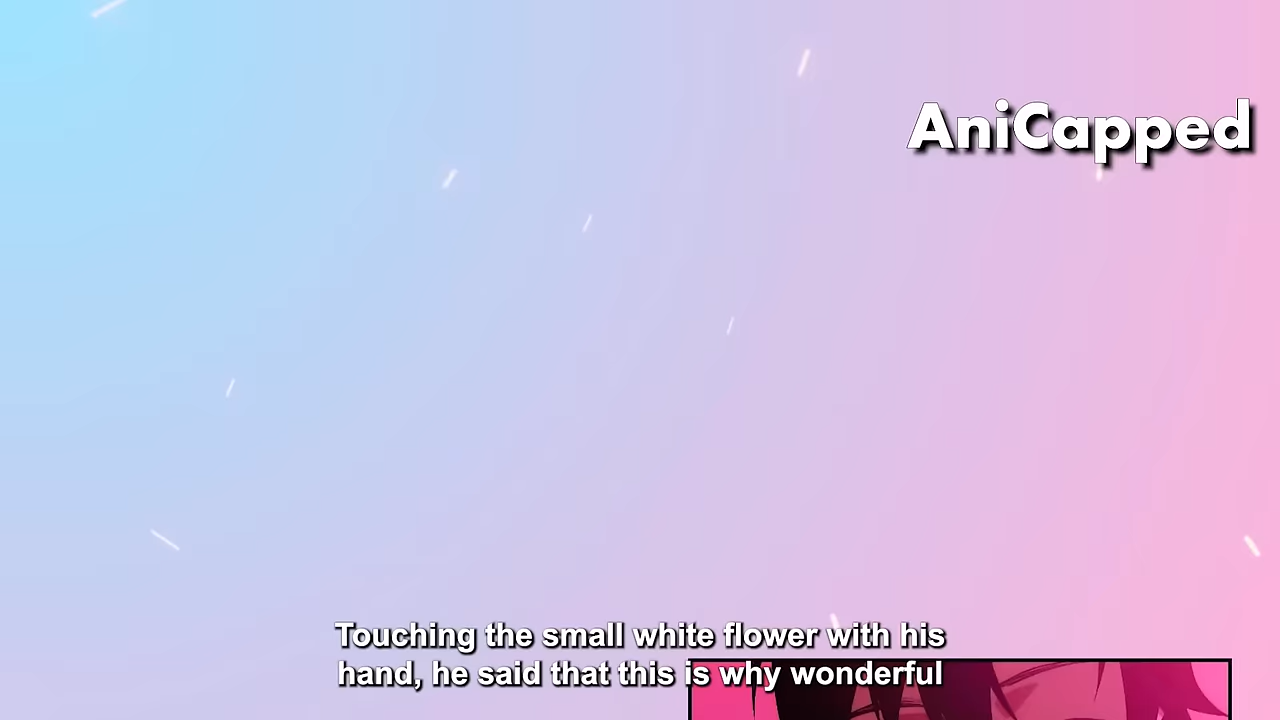 AniCapped
Touching the small white flower with his
hand, he said that this is why wonderful